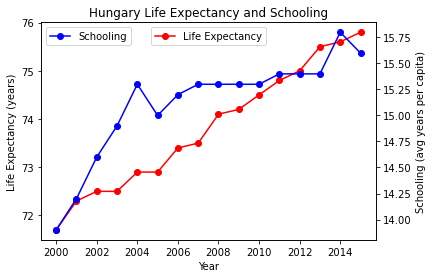 Hungary Life Expectancy and Schooling
Schooling
Life Expectancy
Life Expectancy (years)
76
75
74
73
72
Schooling (avg years per capita)
15.75
15.50
15.25
15.00
14.75
14.50
14.25
14.00
2000 2002 2004 2006 2008 2010 2012 2014
Year